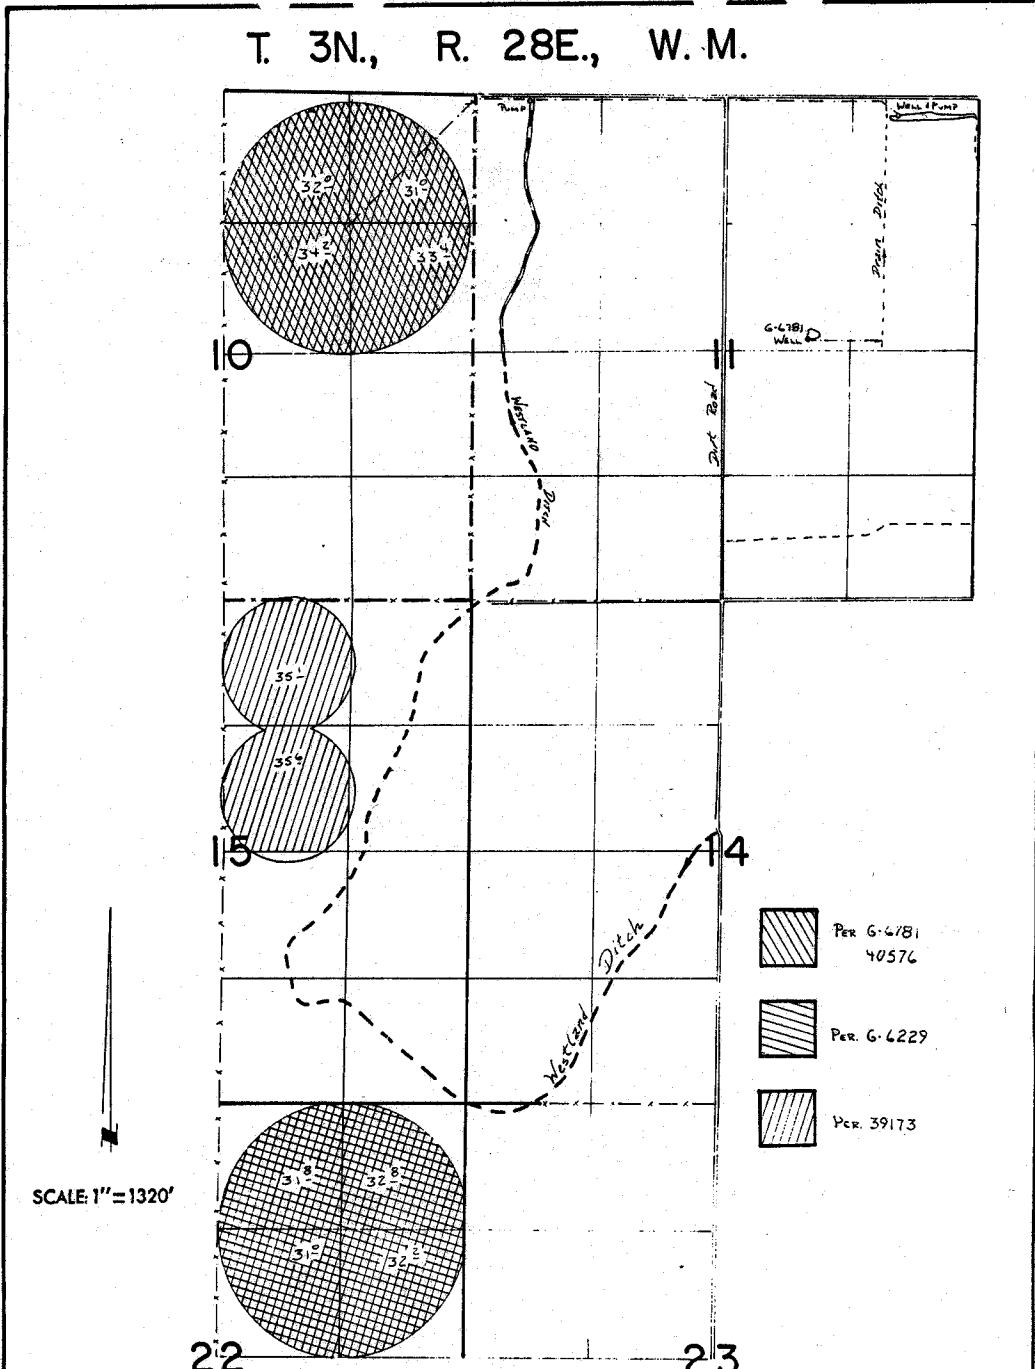 T. 3N., R. 28E., W. M.
PUMP
WELL & PUMP
32.0
31.0
34.2
33.4
Drain Ditch
G-6781
WELL
10
11
WESTLAND
DITCH
Dirt Road
35.1
35.6
15
14
PER G-6781
40576
Westland Ditch
PER. G-6229
PER. 39173
SCALE: 1"=1320'
31.8
32.8
31.0
32.2
22
23